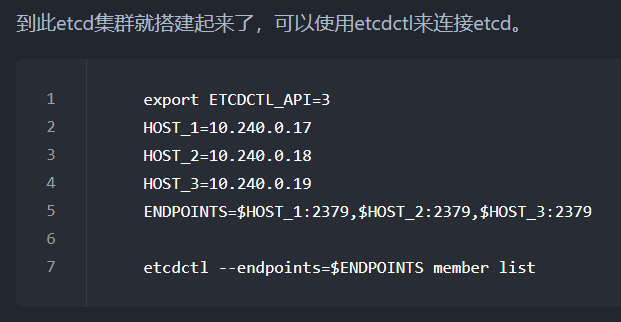 到此etcd集群就搭建起来了，可以使用etcdctl来连接etcd。
1 export ETCDCTL_API=3
2 HOST_1=10.240.0.17
3 HOST_2=10.240.0.18
4 HOST_3=10.240.0.19
5 ENDPOINTS=$HOST_1:2379,$HOST_2:2379,$HOST_3:2379
6
7 etcdctl --endpoints=$ENDPOINTS member list